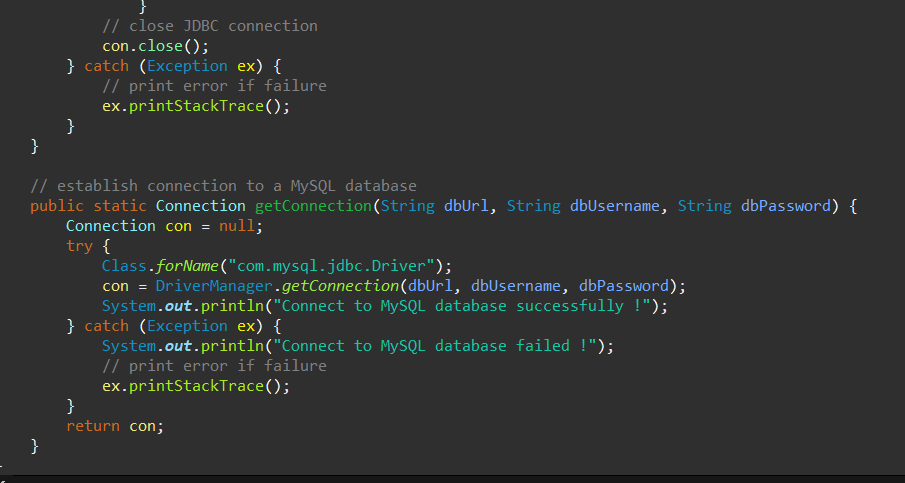 }
// close JDBC connection
con.close();
} catch (Exception ex) {
// print error if failure
ex.printStackTrace();
}
}
// establish connection to a MySQL database
public static Connection getConnection(String dbUrl, String dbUsername, String dbPassword) {
Connection con = null;
try {
Class.forName("com.mysql.jdbc.Driver");
con = DriverManager.getConnection(dbUrl, dbUsername, dbPassword);
System.out.println("Connect to MySQL database successfully !");
} catch (Exception ex) {
System.out.println("Connect to MySQL database failed !");
// print error if failure
ex.printStackTrace();
}
return con;
}